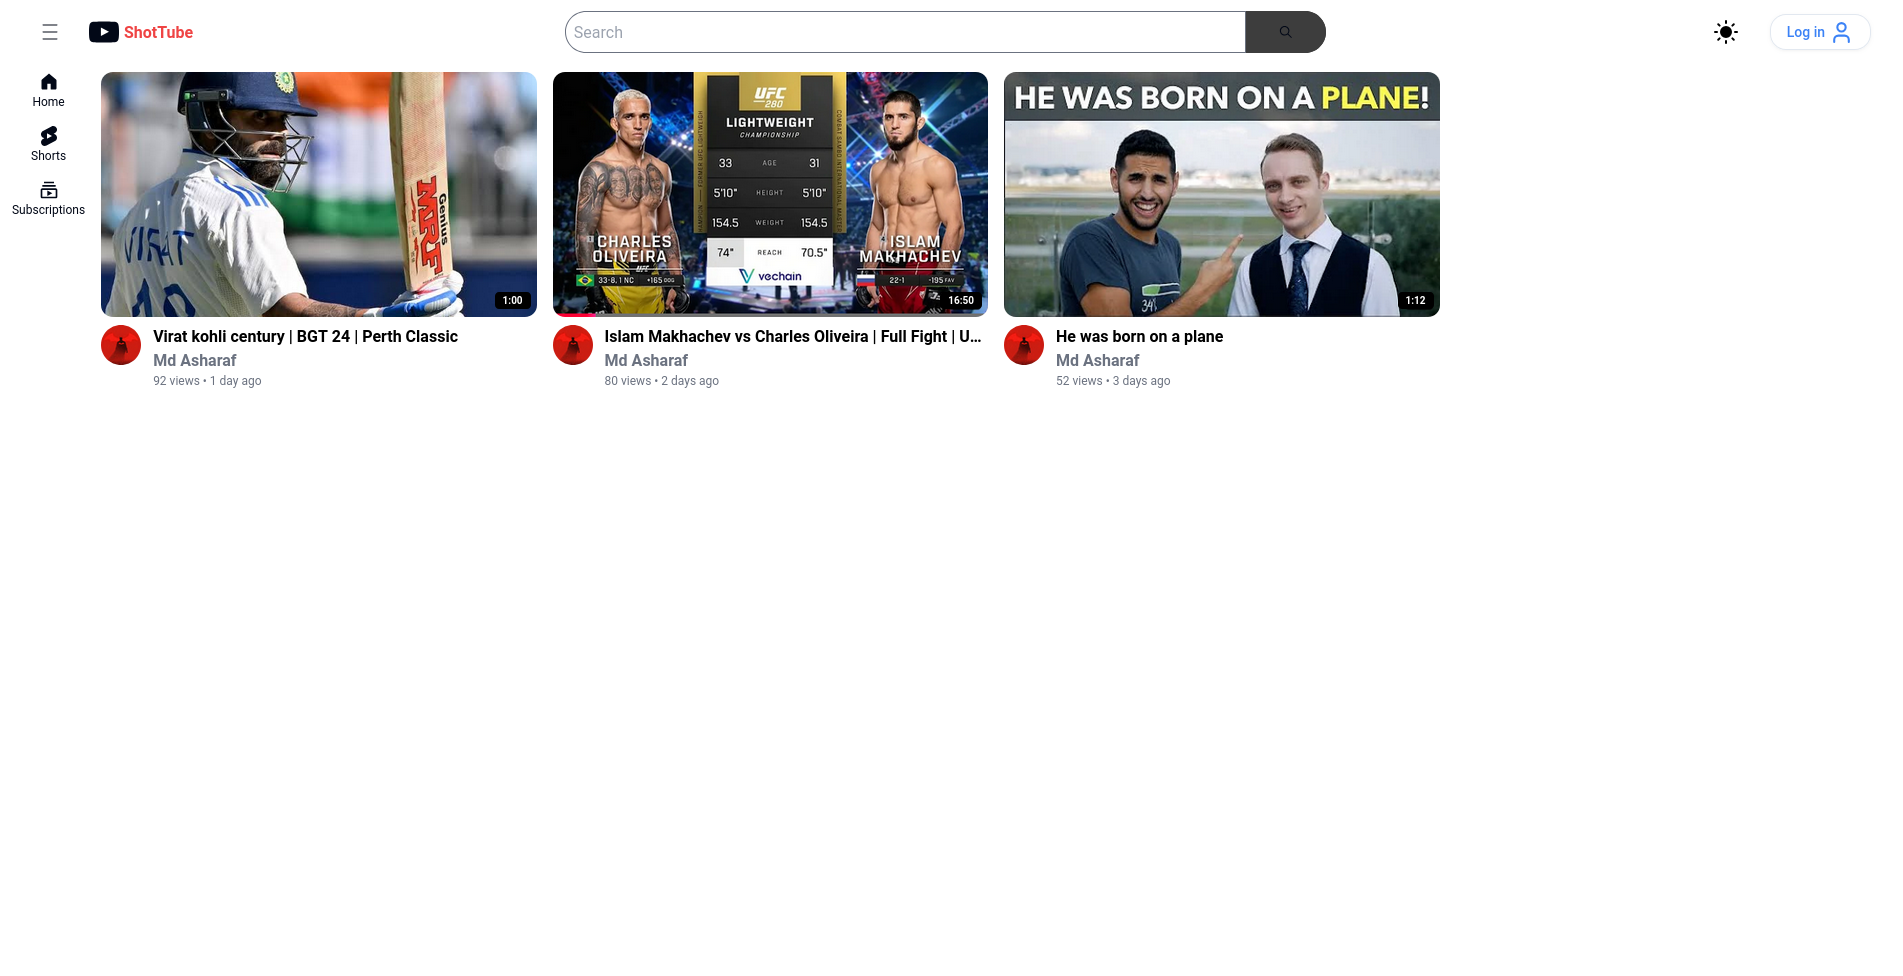 ShotTube
Search
Log in
Home
Shorts
Subscriptions
VIRAT
18
Genius
MRF
1:00
UFC
280
LIGHTWEIGHT
CHAMPIONSHIP
33 AGE 31
5'10" HEIGHT 5'10"
154.5 WEIGHT 154.5
74" REACH 70.5"
vechain
CHARLES
OLIVEIRA
33-8, 1 NC +165 DOG
ISLAM
MAKHACHEV
22-1 -195 FAV
16:50
HE WAS BORN ON A PLANE!
34%
1:12
Virat kohli century | BGT 24 | Perth Classic
Md Asharaf
92 views • 1 day ago
Islam Makhachev vs Charles Oliveira | Full Fight | U...
Md Asharaf
80 views • 2 days ago
He was born on a plane
Md Asharaf
52 views • 3 days ago